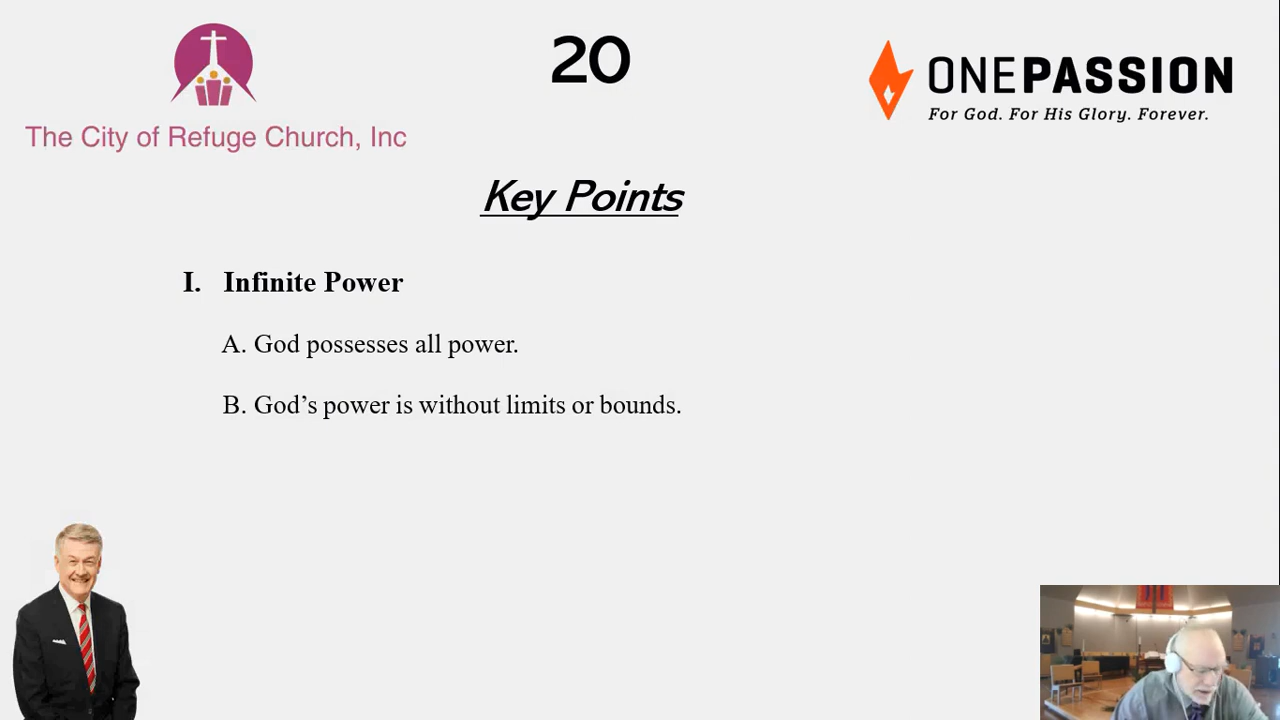 20
The City of Refuge Church, Inc
ONEPASSION
For God. For His Glory. Forever.
Key Points
I. Infinite Power
A. God possesses all power.
B. God’s power is without limits or bounds.